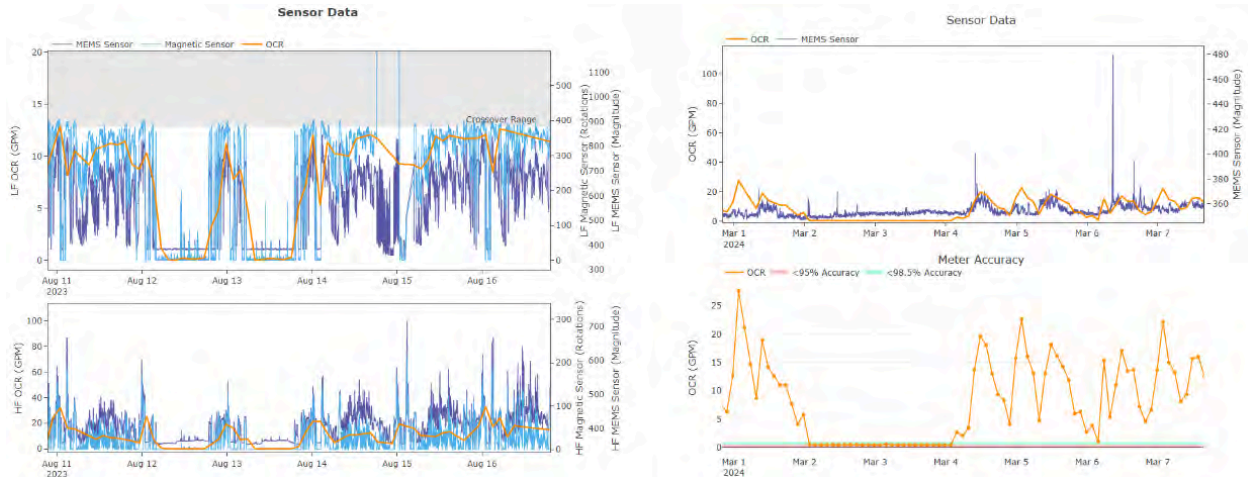 Sensor Data
MEMS Sensor Magnetic Sensor OCR
20
15
10
5
0
LF OCR (GPM)
Crossover Range
500
400
300
200
100
0
LF Magnetic Sensor (Rotations)
1100
1000
900
800
700
600
500
400
300
LF MEMS Sensor (Magnitude)
Aug 11 Aug 12 Aug 13 Aug 14 Aug 15 Aug 16
2023
100
80
60
40
20
0
HF OCR (GPM)
300
200
100
0
HF Magnetic Sensor (Rotations)
700
600
500
400
HF MEMS Sensor (Magnitude)
Aug 11 Aug 12 Aug 13 Aug 14 Aug 15 Aug 16
2023
Sensor Data
OCR MEMS Sensor
100
80
60
40
20
0
OCR (GPM)
480
460
440
420
400
380
360
MEMS Sensor (Magnitude)
Mar 1 Mar 2 Mar 3 Mar 4 Mar 5 Mar 6 Mar 7
2024
Meter Accuracy
OCR <95% Accuracy <98.5% Accuracy
25
20
15
10
5
0
OCR (GPM)
Mar 1 Mar 2 Mar 3 Mar 4 Mar 5 Mar 6 Mar 7
2024